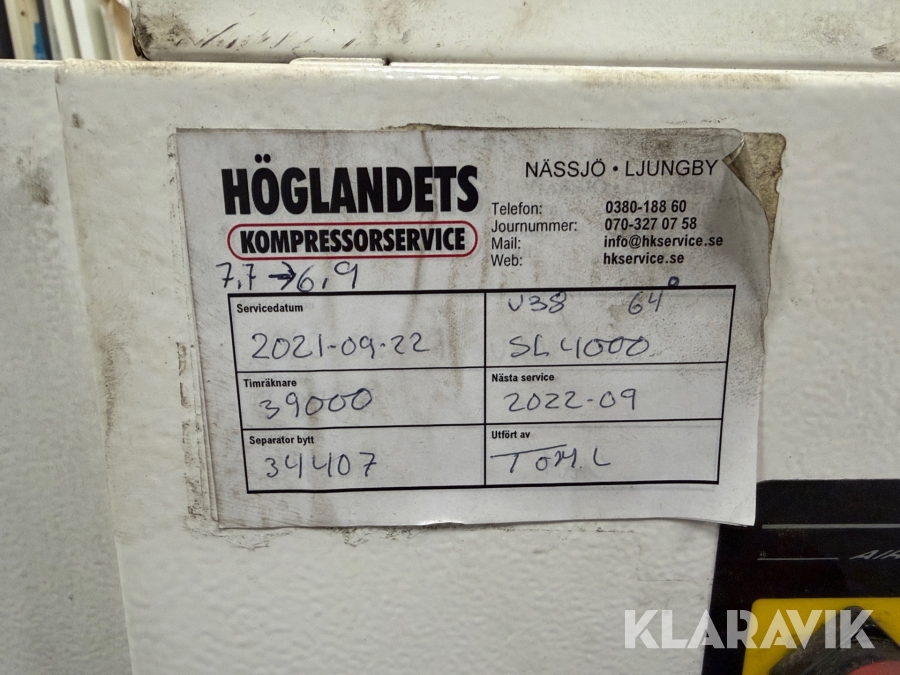 HÖGLANDETS
KOMPRESSORSERVICE
NÄSSJÖ • LJUNGBY
Telefon: 0380-188 60
Journummer: 070-327 07 58
Mail: info@hkservice.se
Web: hkservice.se
7,7 → 6,9
Servicedatum
2021-09-22
V38 64°
SL 4000
Timräknare
39000
Nästa service
2022-09
Separator bytt
34407
Utfört av
TOM.L
KLARAVIK